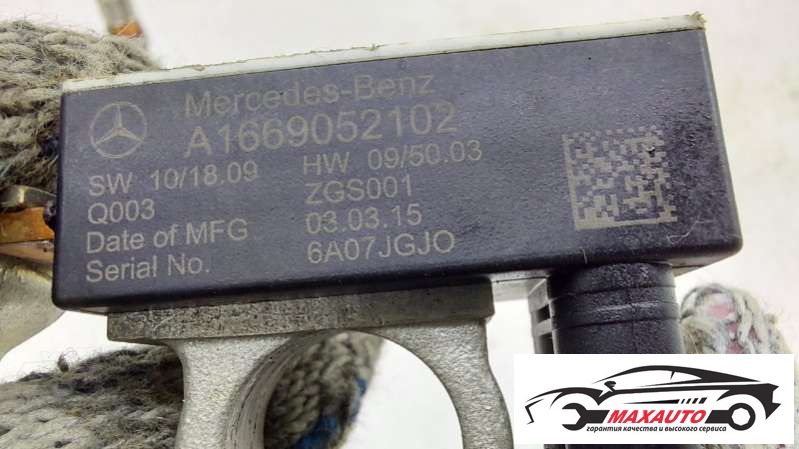 Mercedes-Benz
A1669052102
SW 10/18.09 HW 09/50.03
Q003 ZGS001
Date of MFG 03.03.15
Serial No. 6A07JGJO
MAXAUTO
гарантия качества и высокого сервиса